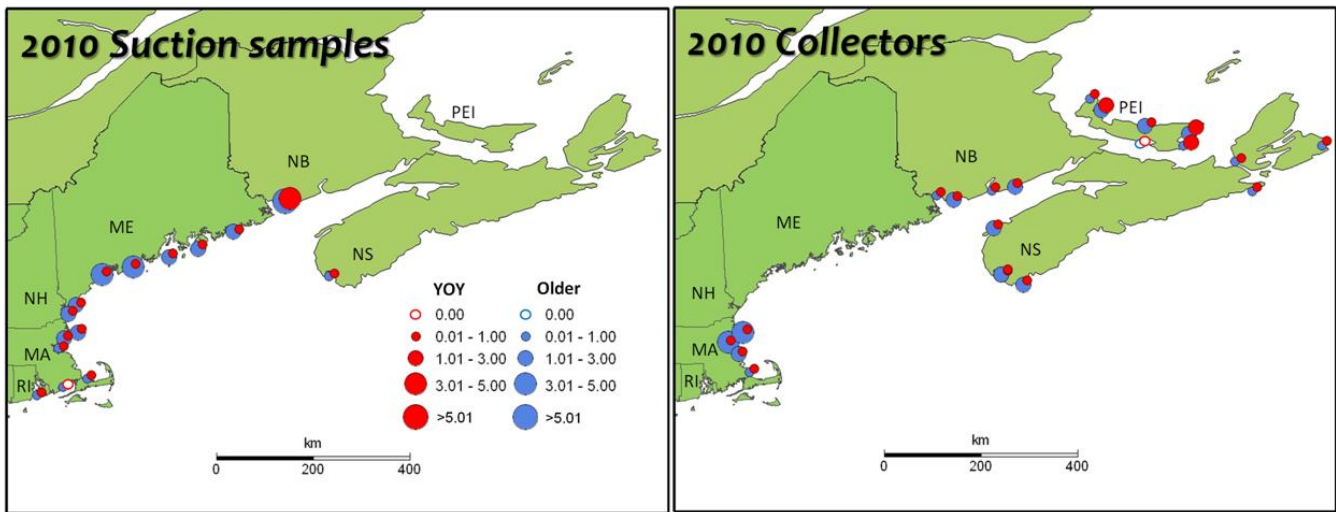 2010 Suction samples
PEI
NB
ME
NS
NH
MA
RI
YOY Older
0.00 0.00
0.01 - 1.00 0.01 - 1.00
1.01 - 3.00 1.01 - 3.00
3.01 - 5.00 3.01 - 5.00
>5.01 >5.01
km
0 200 400
2010 Collectors
PEI
NB
ME
NS
NH
MA
RI
km
0 200 400